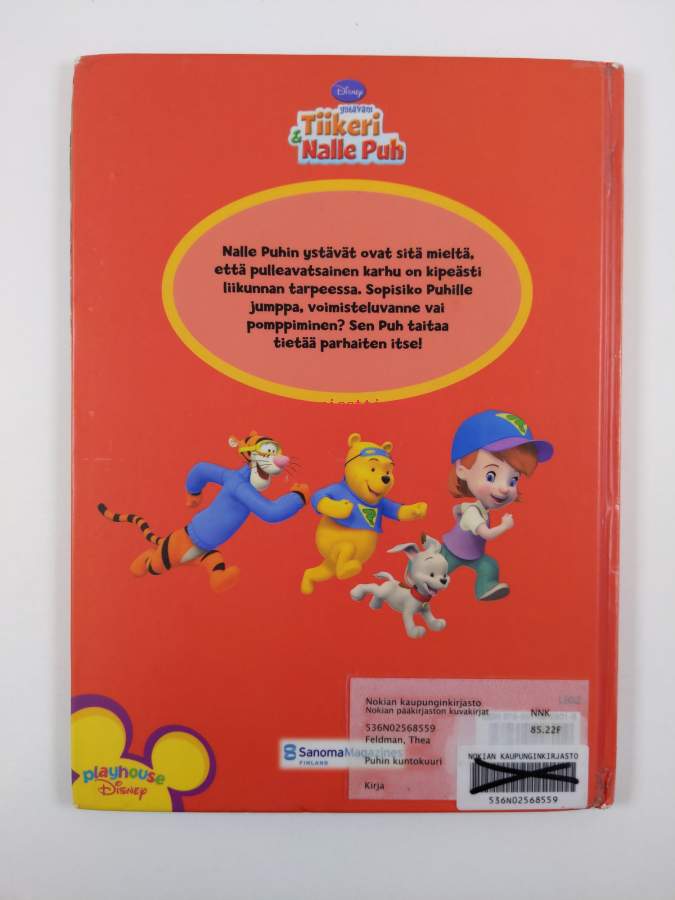 Disney
ystäväni
Tiikeri
& Nalle Puh
Nalle Puhin ystävät ovat sitä mieltä,
että pulleavatsainen karhu on kipeästi
liikunnan tarpeessa. Sopisiko Puhille
jumppa, voimisteluvanne vai
pomppiminen? Sen Puh taitaa
tietää parhaiten itse!
playhouse
Disney
SanomaMagazines
FINLAND
Nokian kaupunginkirjasto
Nokian pääkirjaston kuvakirjat NNK
536N02568559 85.22F
Feldman, Thea
Puhin kuntokuuri
Kirja
NOKIAN KAUPUNGINKIRJASTO
536N02568559